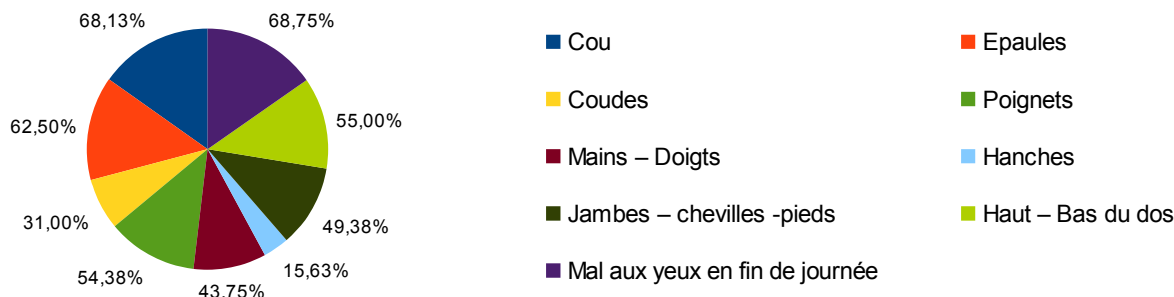 68,13%
68,75%
62,50%
55,00%
31,00%
49,38%
54,38%
43,75%
15,63%
Cou
Epaules
Coudes
Poignets
Mains – Doigts
Hanches
Jambes – chevilles -pieds
Haut – Bas du dos
Mal aux yeux en fin de journée